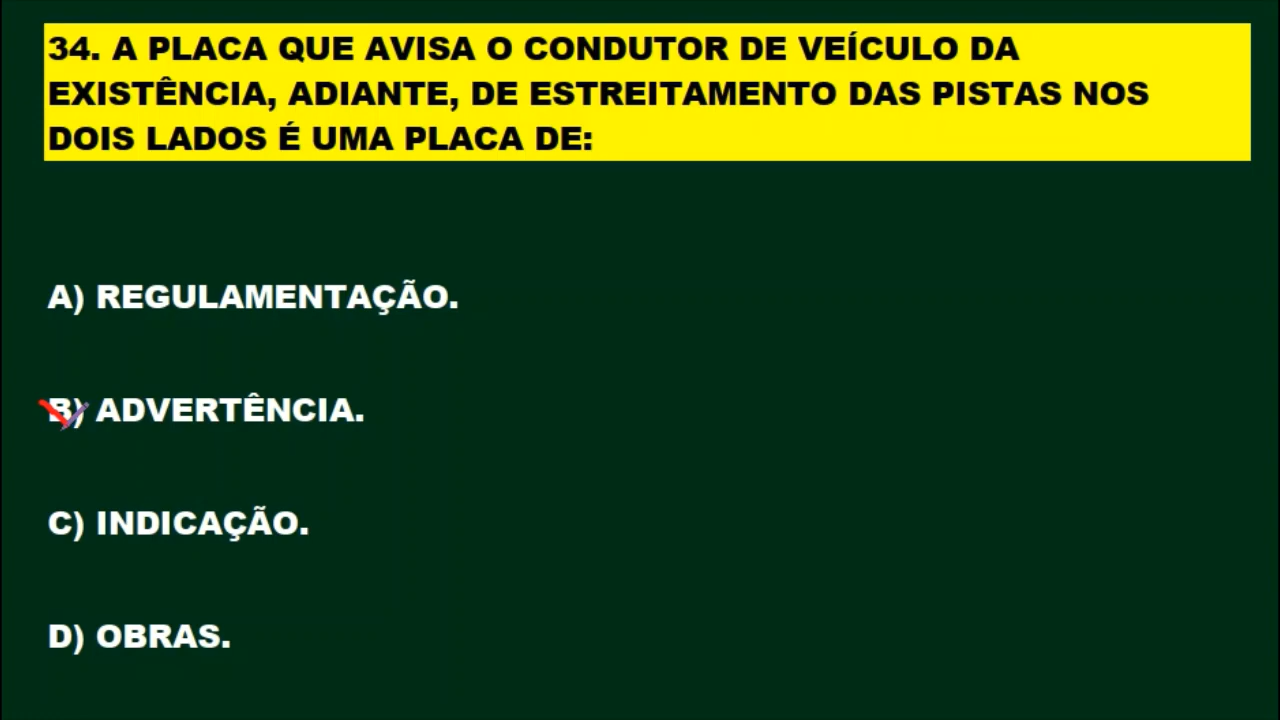 34. A PLACA QUE AVISA O CONDUTOR DE VEÍCULO DA
EXISTÊNCIA, ADIANTE, DE ESTREITAMENTO DAS PISTAS NOS
DOIS LADOS É UMA PLACA DE:
A) REGULAMENTAÇÃO.
B) ADVERTÊNCIA.
C) INDICAÇÃO.
D) OBRAS.